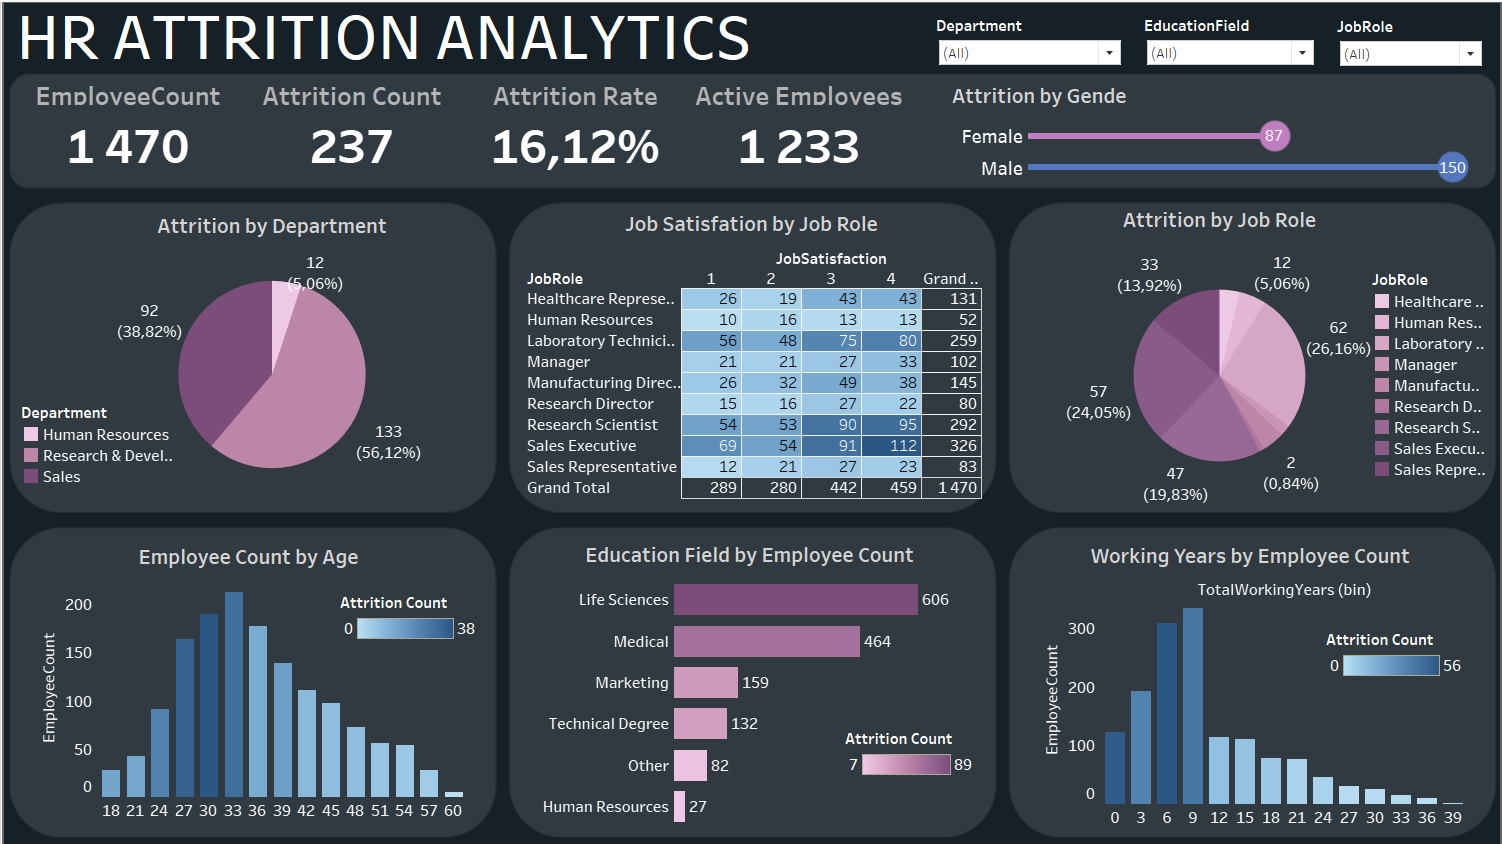 HR ATTRITION ANALYTICS
Department
(All)
EducationField
(All)
JobRole
(All)
EmployeeCount
1 470
Attrition Count
237
Attrition Rate
16,12%
Active Employees
1 233
Attrition by Gende
Female 87
Male 150
Attrition by Department
12
(5,06%)
92
(38,82%)
133
(56,12%)
Department
Human Resources
Research & Devel..
Sales
Job Satisfation by Job Role
JobSatisfaction
JobRole 1 2 3 4 Grand ..
Healthcare Represe.. 26 19 43 43 131
Human Resources 10 16 13 13 52
Laboratory Technici.. 56 48 75 80 259
Manager 21 21 27 33 102
Manufacturing Direc.. 26 32 49 38 145
Research Director 15 16 27 22 80
Research Scientist 54 53 90 95 292
Sales Executive 69 54 91 112 326
Sales Representative 12 21 27 23 83
Grand Total 289 280 442 459 1 470
Attrition by Job Role
33
(13,92%)
12
(5,06%)
62
(26,16%)
57
(24,05%)
47
(19,83%)
2
(0,84%)
JobRole
Healthcare ..
Human Res..
Laboratory ..
Manager
Manufactu..
Research D..
Research S..
Sales Execu..
Sales Repre..
Employee Count by Age
Attrition Count
0 38
EmployeeCount
200
150
100
50
0
18 21 24 27 30 33 36 39 42 45 48 51 54 57 60
Education Field by Employee Count
Life Sciences 606
Medical 464
Marketing 159
Technical Degree 132
Other 82
Human Resources 27
Attrition Count
7 89
Working Years by Employee Count
TotalWorkingYears (bin)
Attrition Count
0 56
EmployeeCount
300
200
100
0
0 3 6 9 12 15 18 21 24 27 30 33 36 39